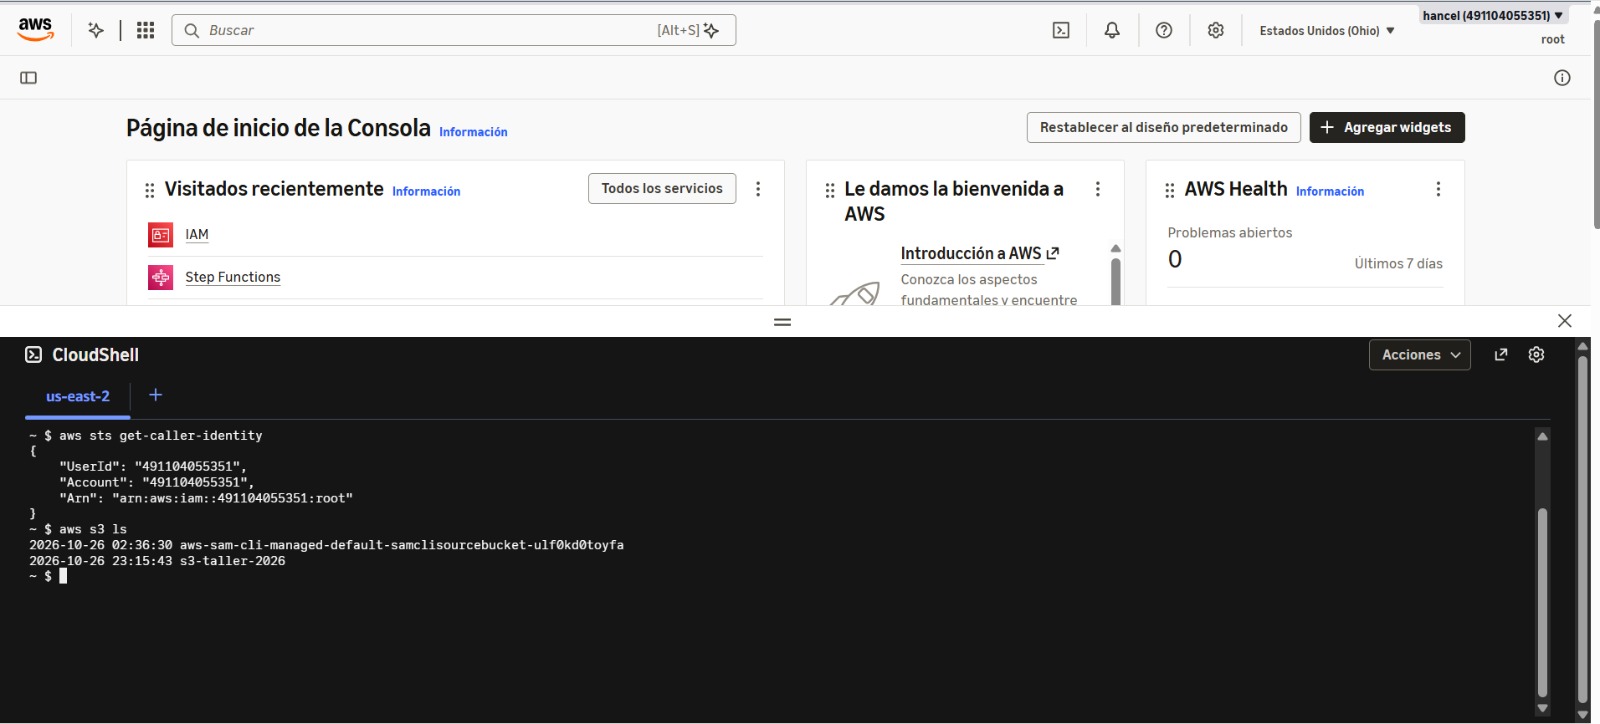 aws
Buscar [Alt+S]
Estados Unidos (Ohio)
hancel (491104055351)
root
Página de inicio de la Consola Información
Restablecer al diseño predeterminado
Agregar widgets
Visitados recientemente Información
Todos los servicios
IAM
Step Functions
Le damos la bienvenida a
AWS
Introducción a AWS
Conozca los aspectos
fundamentales y encuentre
AWS Health Información
Problemas abiertos
0
Últimos 7 días
CloudShell
Acciones
us-east-2
~ $ aws sts get-caller-identity
{
    "UserId": "491104055351",
    "Account": "491104055351",
    "Arn": "arn:aws:iam::491104055351:root"
}
~ $ aws s3 ls
2026-10-26 02:36:30 aws-sam-cli-managed-default-samclisourcebucket-ulf0kd0toyfa
2026-10-26 23:15:43 s3-taller-2026
~ $